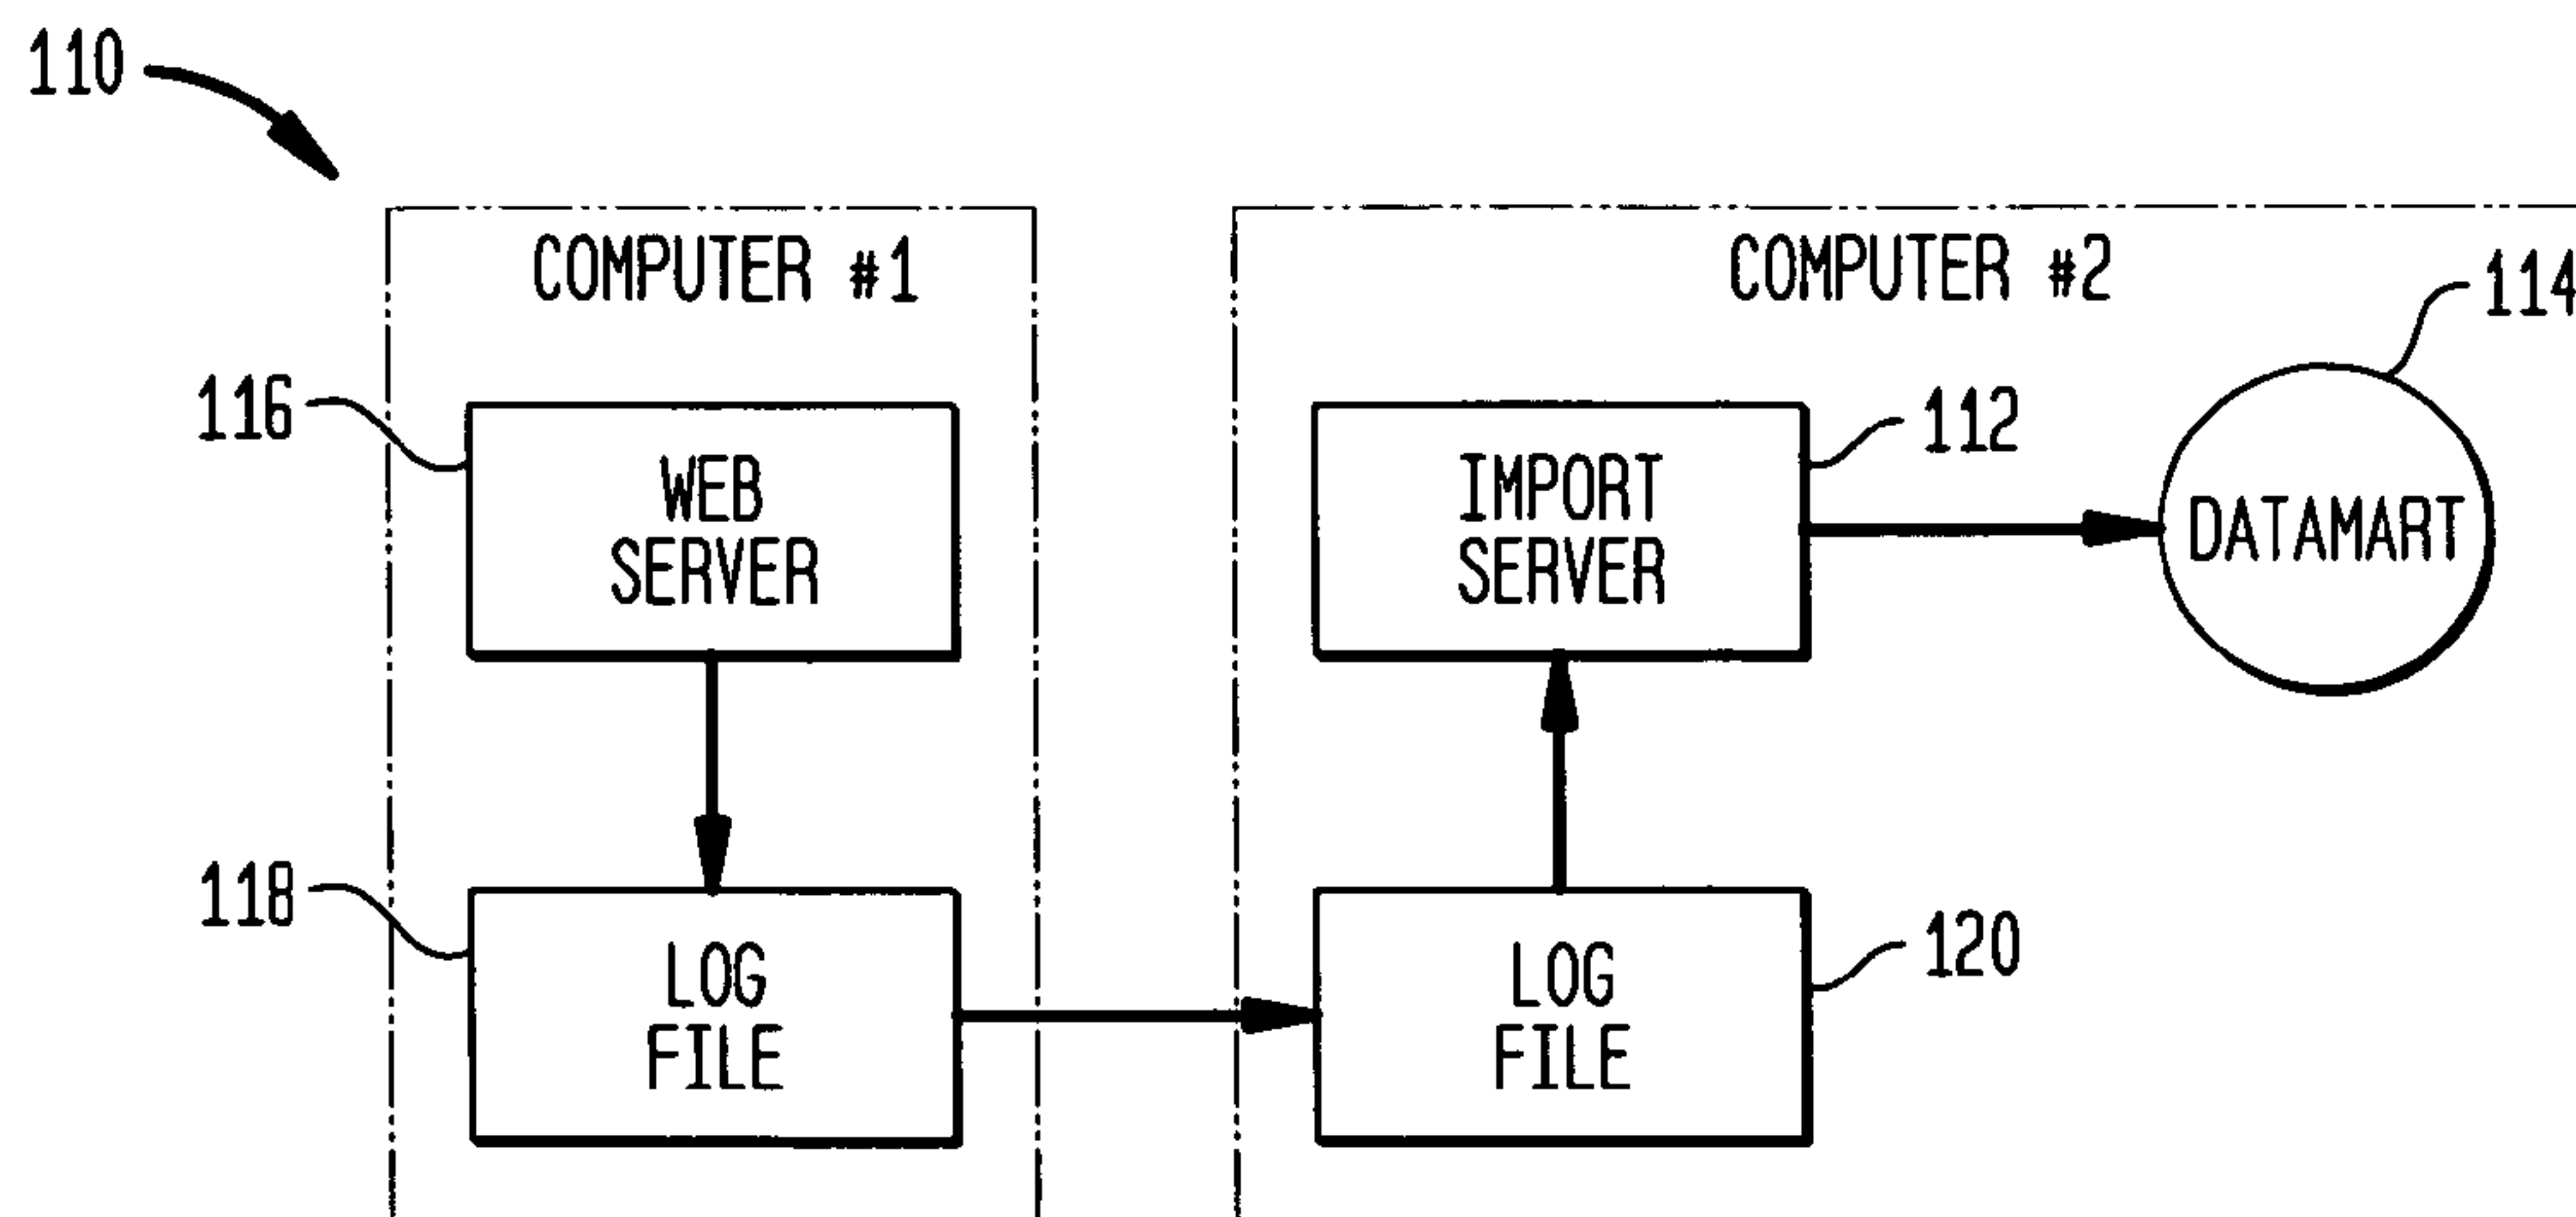 110
COMPUTER #1
COMPUTER #2
114
116
WEB
SERVER
IMPORT
SERVER
112
DATAMART
118
LOG
FILE
LOG
FILE
120